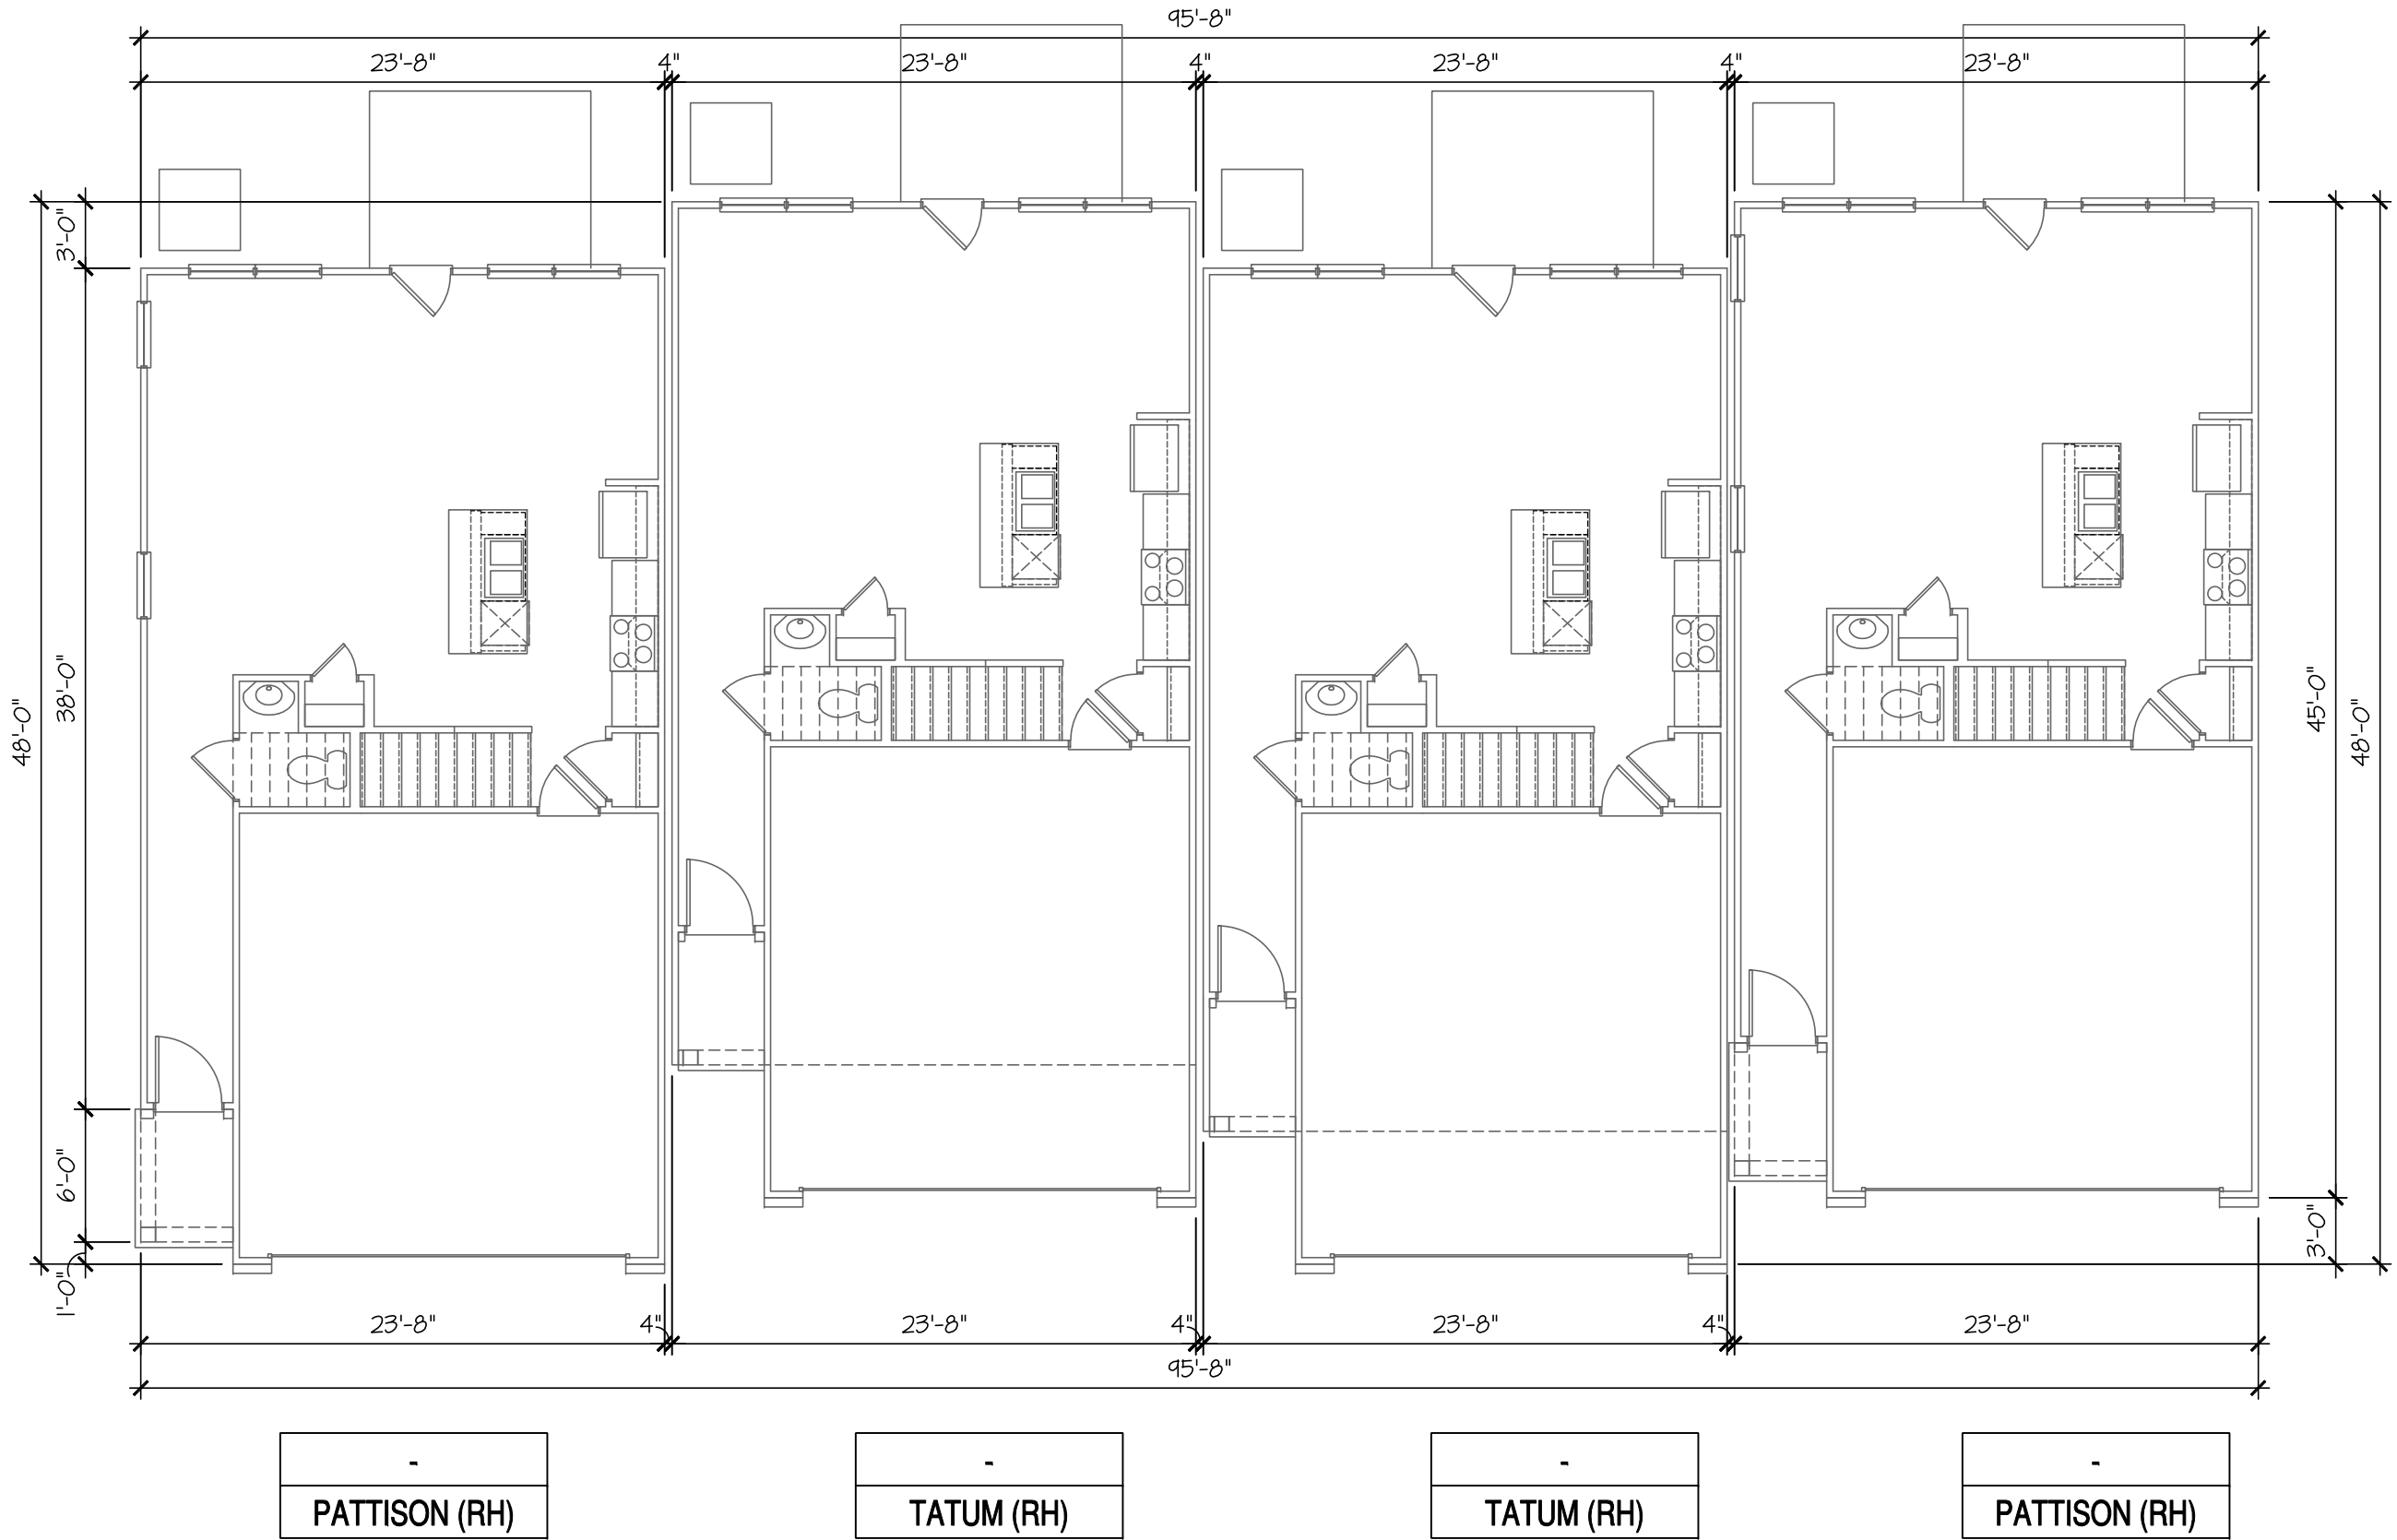 95'-8"
23'-8" 4" 23'-8" 4" 23'-8" 4" 23'-8"
3'-0"
38'-0"
48'-0"
6'-0"
1'-0"
45'-0"
48'-0"
3'-0"
23'-8" 4" 23'-8" 4" 23'-8" 4" 23'-8"
95'-8"
- - - -
PATTISON (RH) TATUM (RH) TATUM (RH) PATTISON (RH)